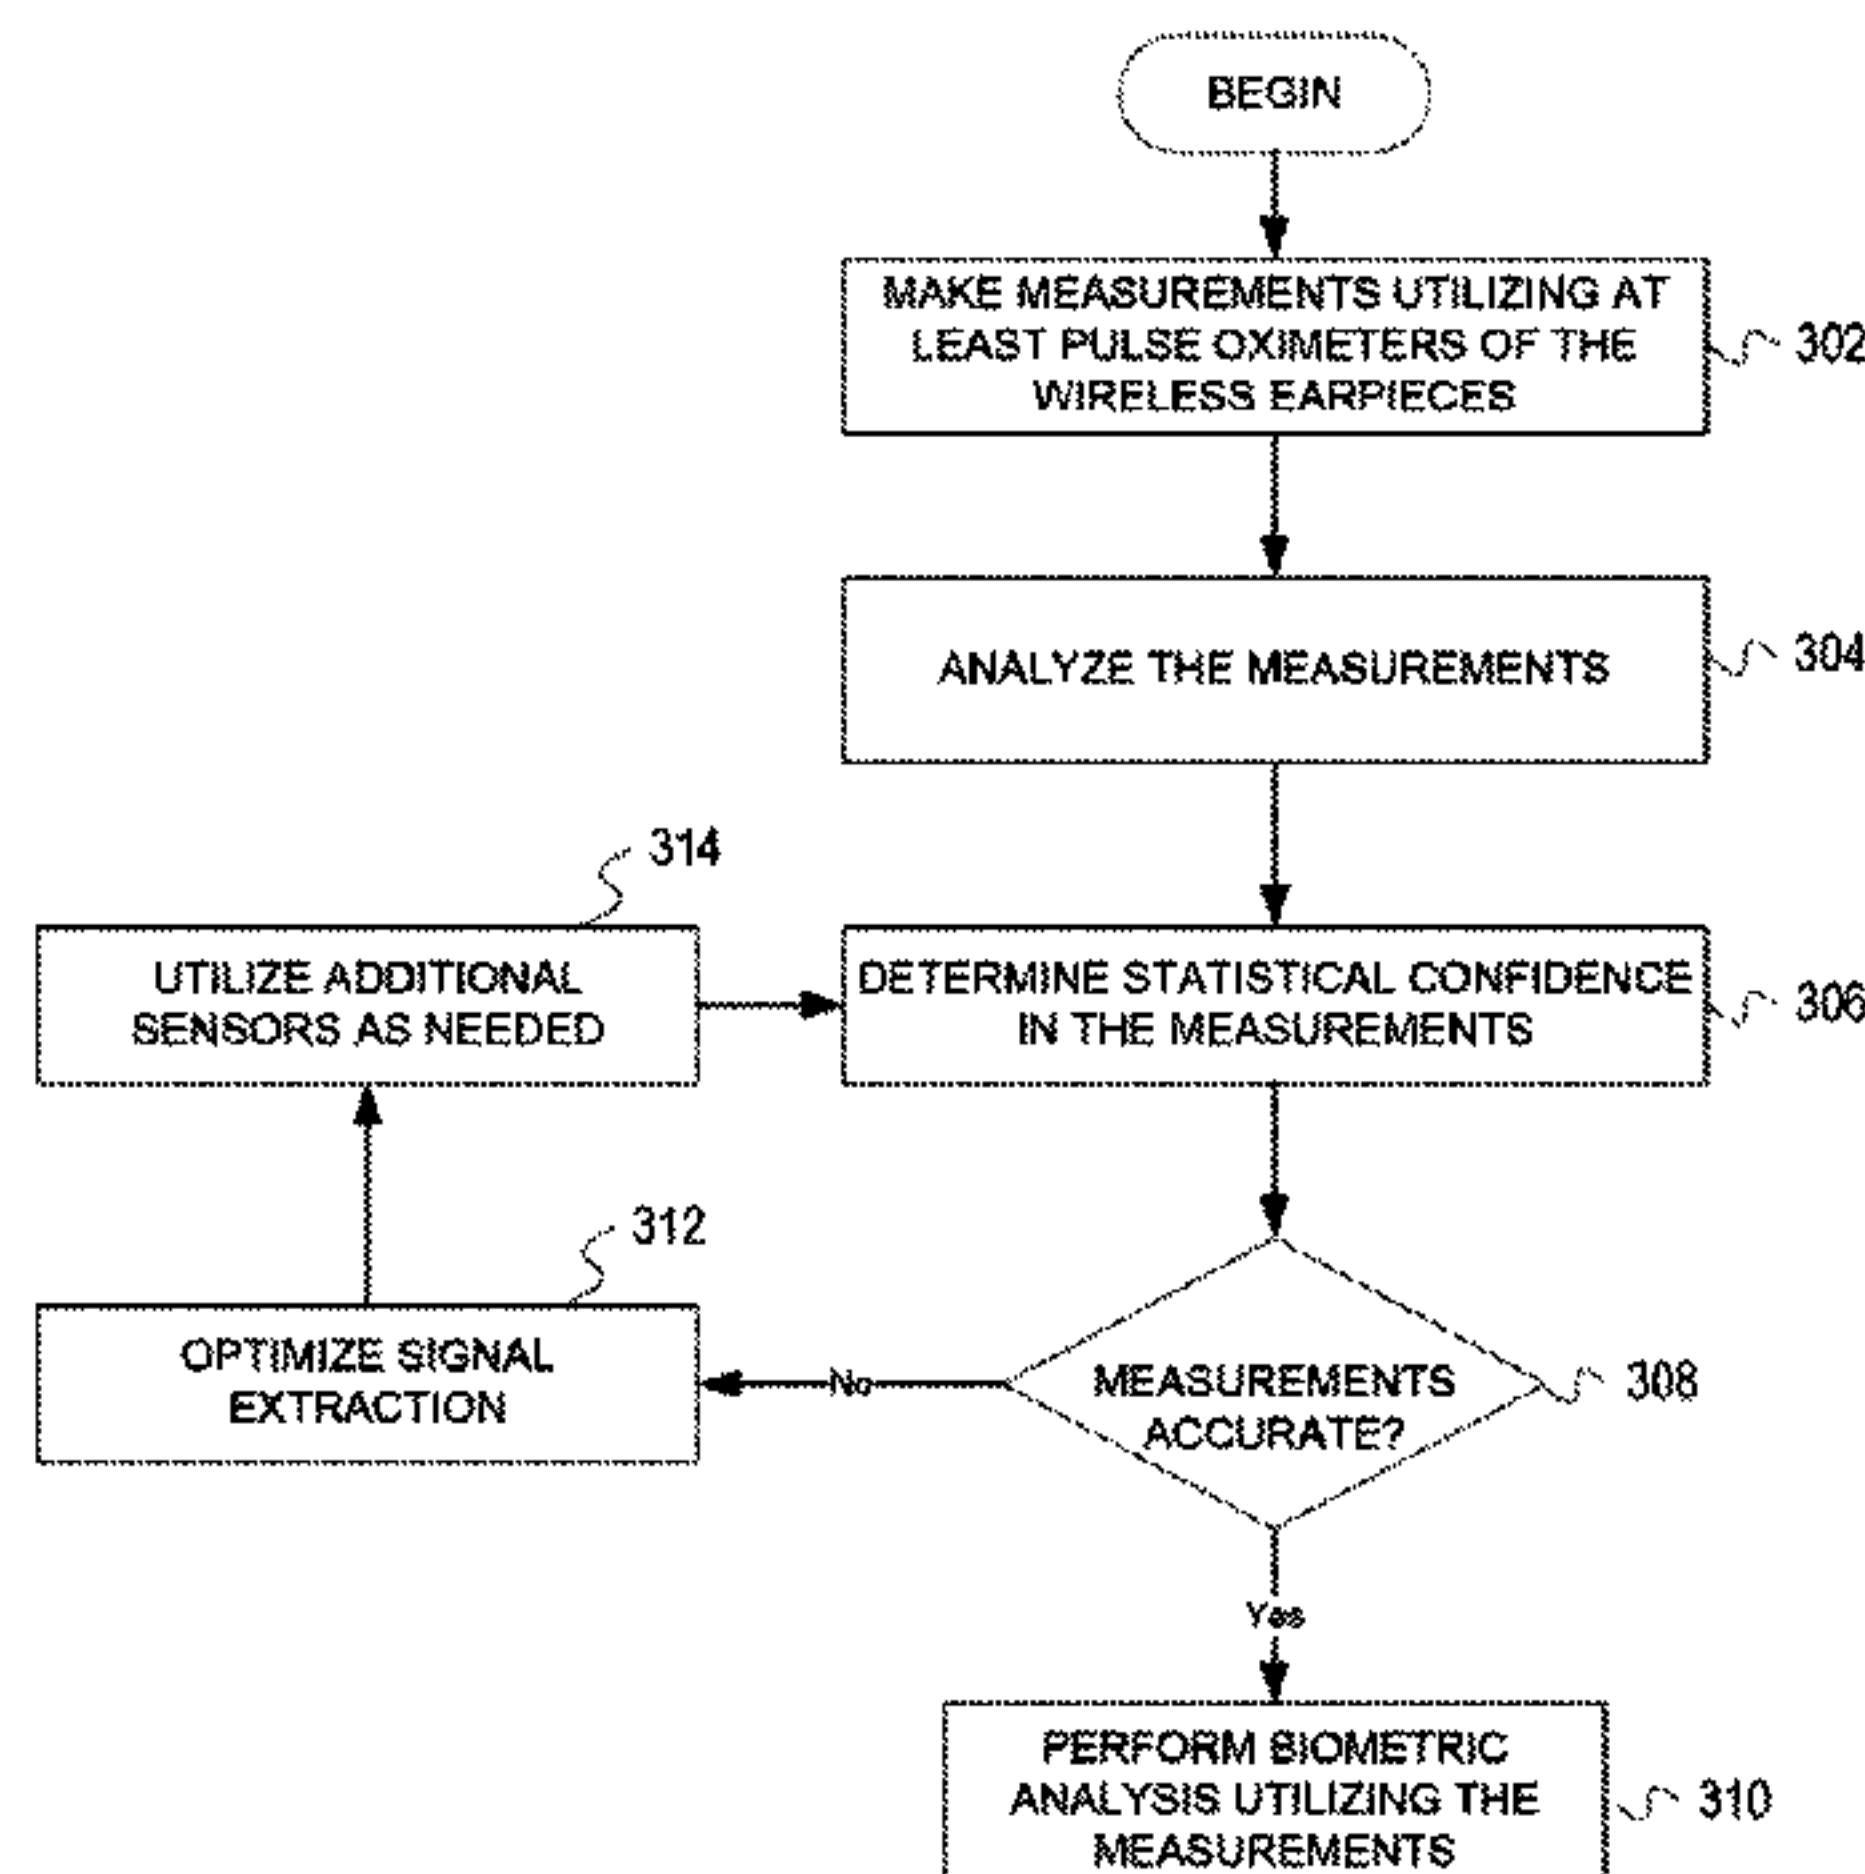 BEGIN
MAKE MEASUREMENTS UTILIZING AT
LEAST PULSE OXIMETERS OF THE
WIRELESS EARPIECES
302
ANALYZE THE MEASUREMENTS
304
314
UTILIZE ADDITIONAL
SENSORS AS NEEDED
DETERMINE STATISTICAL CONFIDENCE
IN THE MEASUREMENTS
306
312
OPTIMIZE SIGNAL
EXTRACTION
No
MEASUREMENTS
ACCURATE?
308
Yes
PERFORM BIOMETRIC
ANALYSIS UTILIZING THE
MEASUREMENTS
310